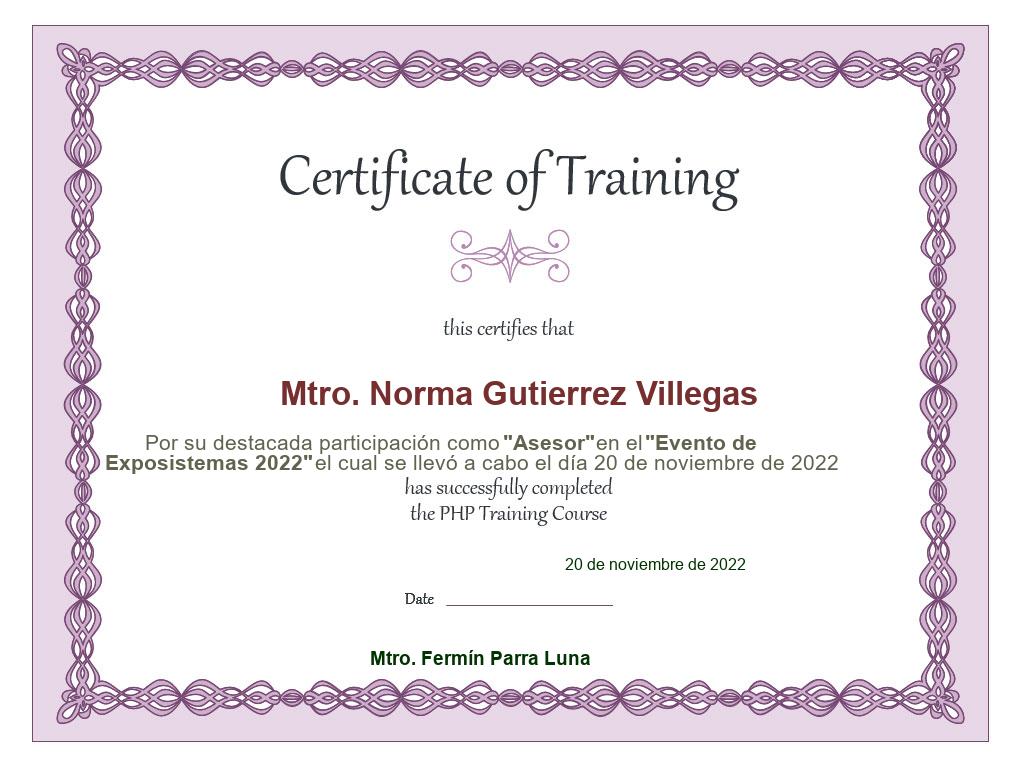 Certificate of Training
this certifies that
Mtro. Norma Gutierrez Villegas
Por su destacada participación como "Asesor"en el"Evento de
Exposistemas 2022"el cual se llevó a cabo el día 20 de noviembre de 2022
has successfully completed
the PHP Training Course
20 de noviembre de 2022
Date
Mtro. Fermín Parra Luna